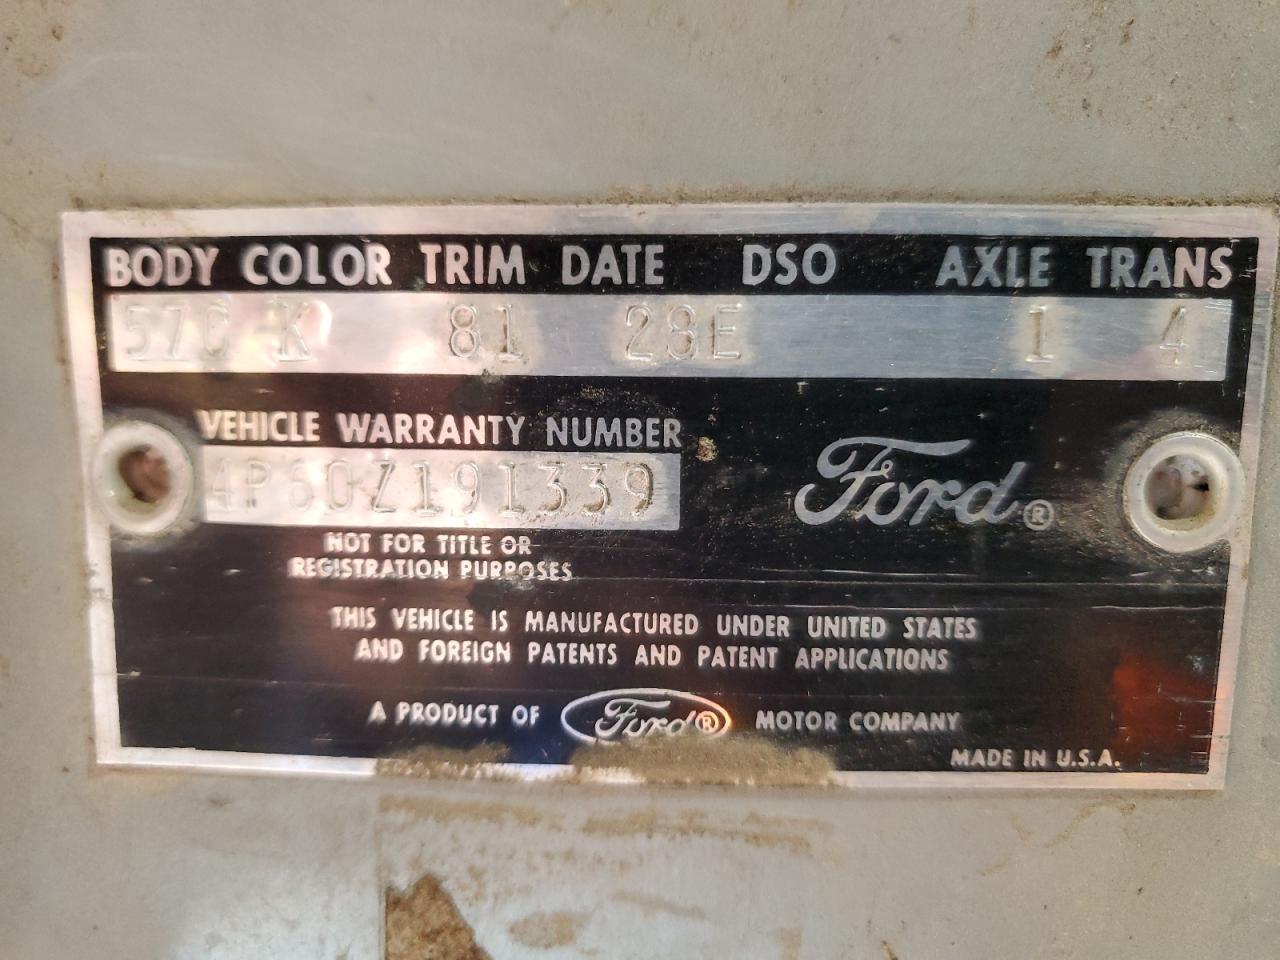 BODY COLOR TRIM DATE DSO AXLE TRANS
57C K 81 28E 1 4
VEHICLE WARRANTY NUMBER
4P60Z191339
Ford®
NOT FOR TITLE OR
REGISTRATION PURPOSES
THIS VEHICLE IS MANUFACTURED UNDER UNITED STATES
AND FOREIGN PATENTS AND PATENT APPLICATIONS
A PRODUCT OF Ford® MOTOR COMPANY
MADE IN U.S.A.